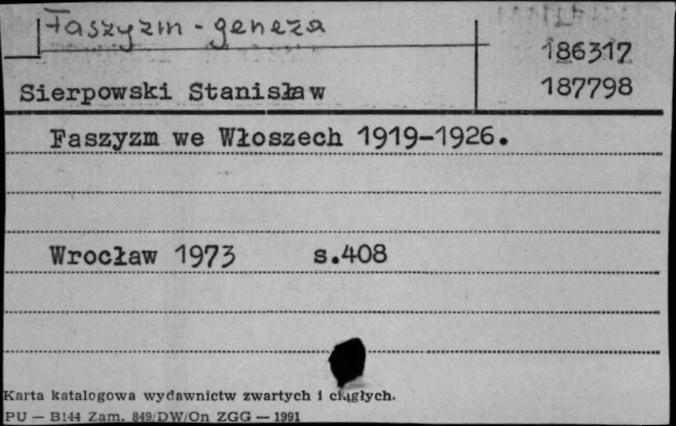 Faszyzm - geneza
186317
Sierpowski Stanisław 187798
Faszyzm we Włoszech 1919-1926.
Wrocław 1973 s.408
Karta katalogowa wydawnictw zwartych i ciągłych.
PU — B144 Zam. 849/DW/On ZGG — 1991